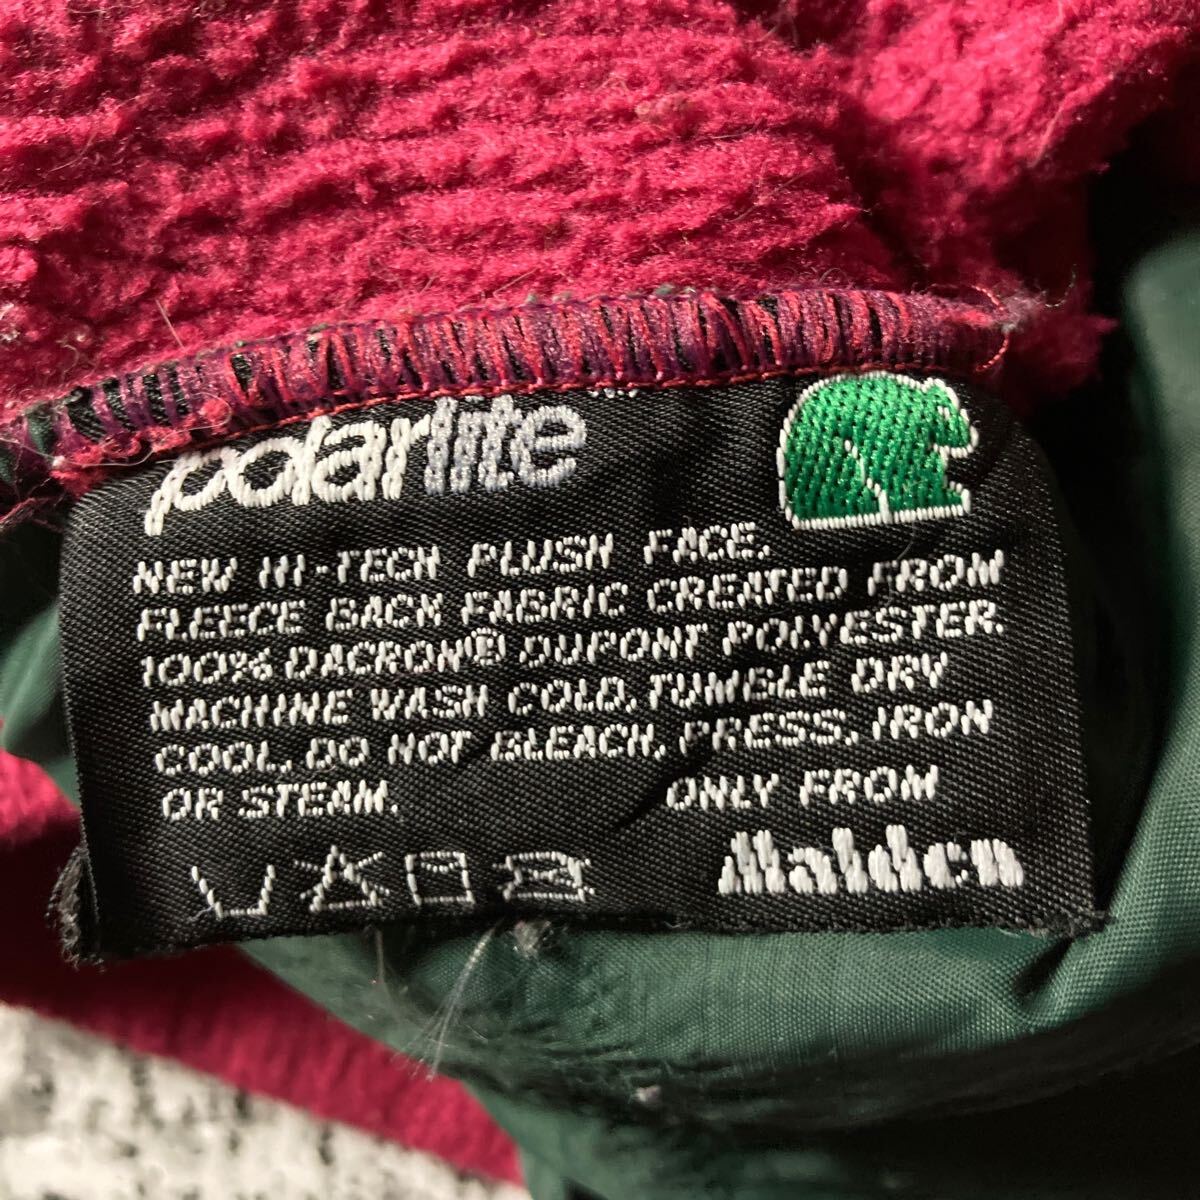 polarlite™
NEW HI-TECH PLUSH FACE.
FLEECE BACK FABRIC CREATED FROM
100% DACRON® DUPONT POLYESTER.
MACHINE WASH COLD, TUMBLE DRY
COOL, DO NOT BLEACH, PRESS, IRON
OR STEAM.
ONLY FROM
Malden